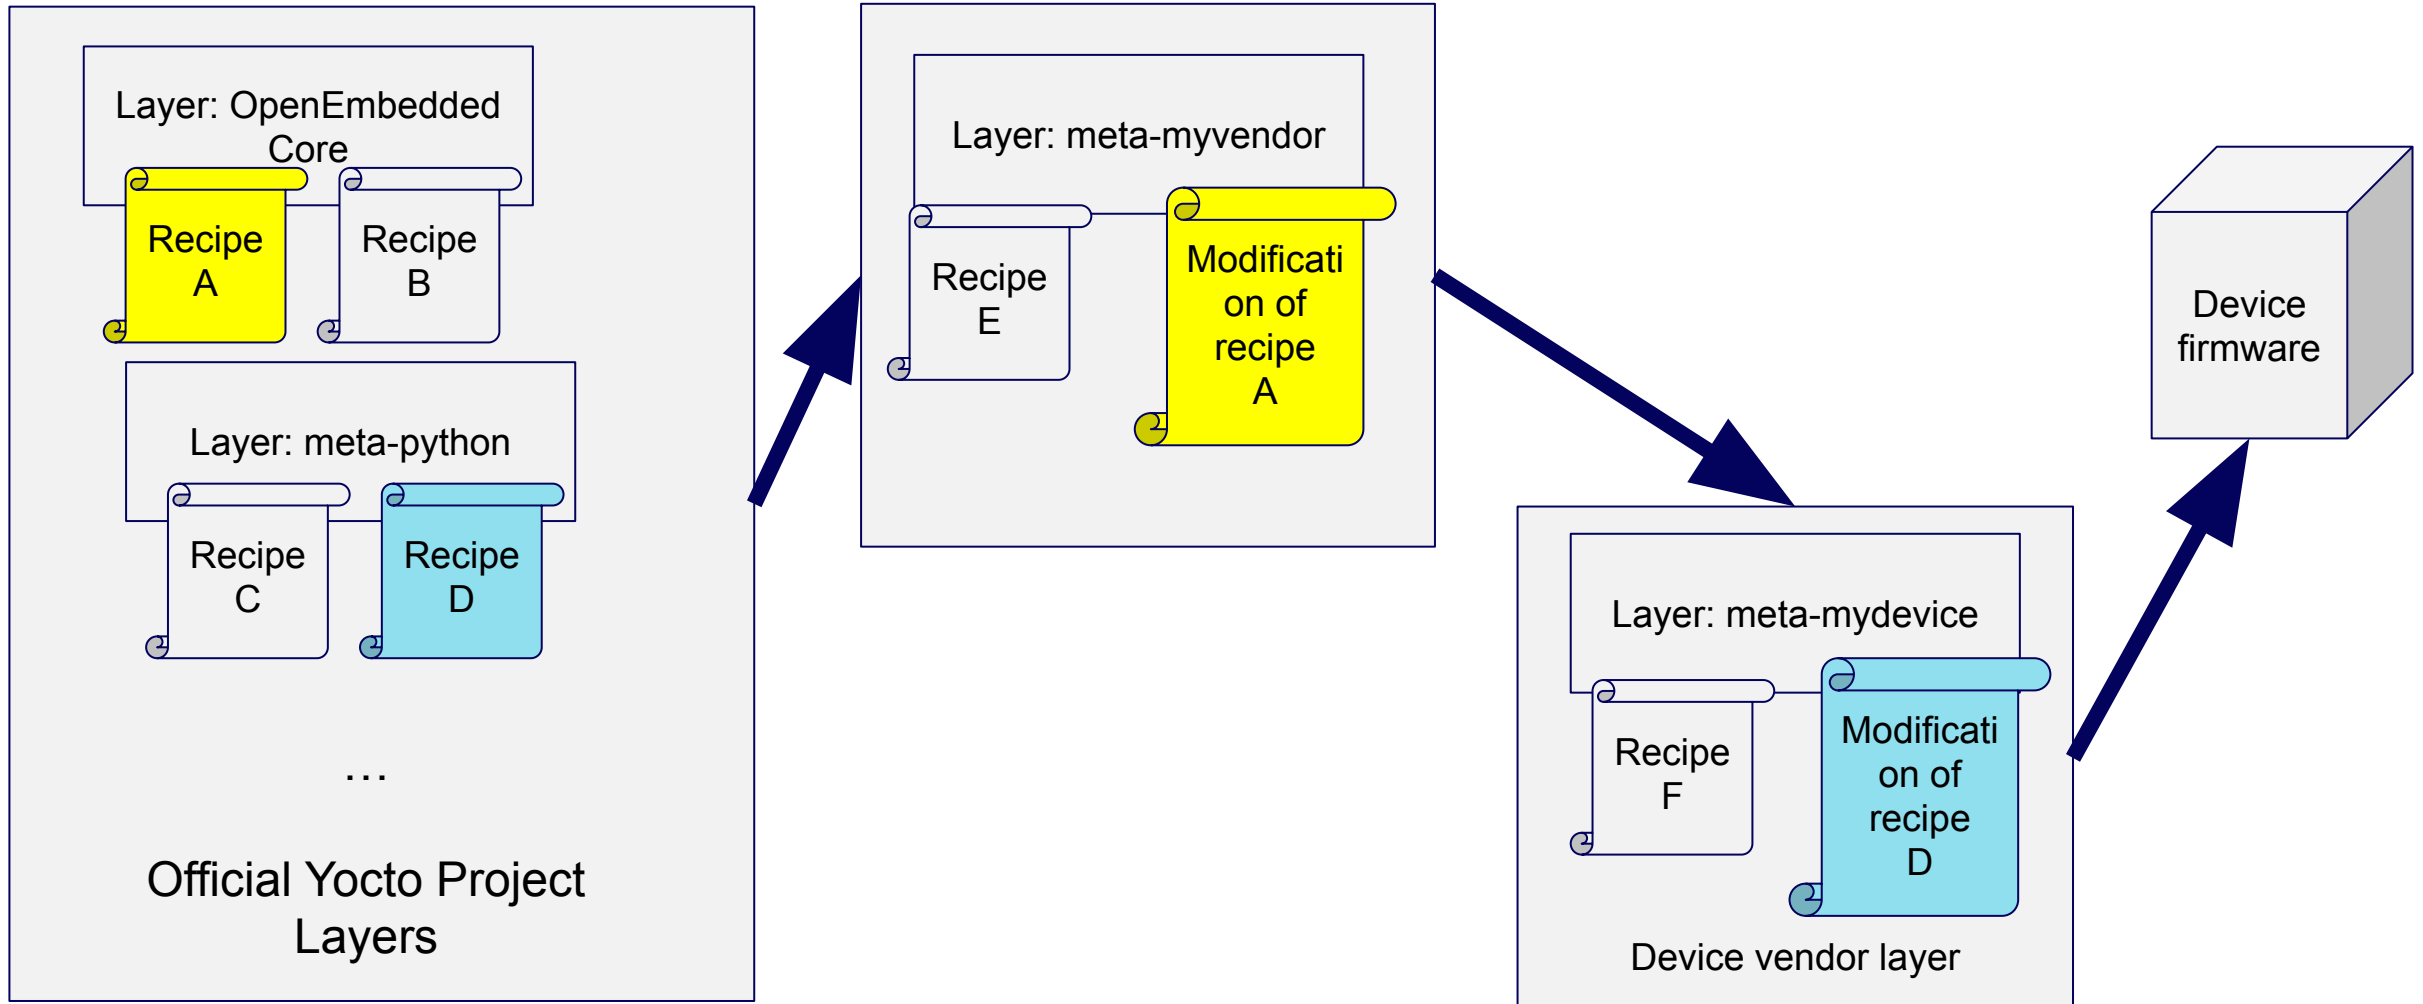 Layer: OpenEmbedded
Core
Recipe
A
Recipe
B
Layer: meta-python
Recipe
C
Recipe
D
...
Official Yocto Project
Layers
Layer: meta-myvendor
Recipe
E
Modificati
on of
recipe
A
Layer: meta-mydevice
Recipe
F
Modificati
on of
recipe
D
Device vendor layer
Device
firmware